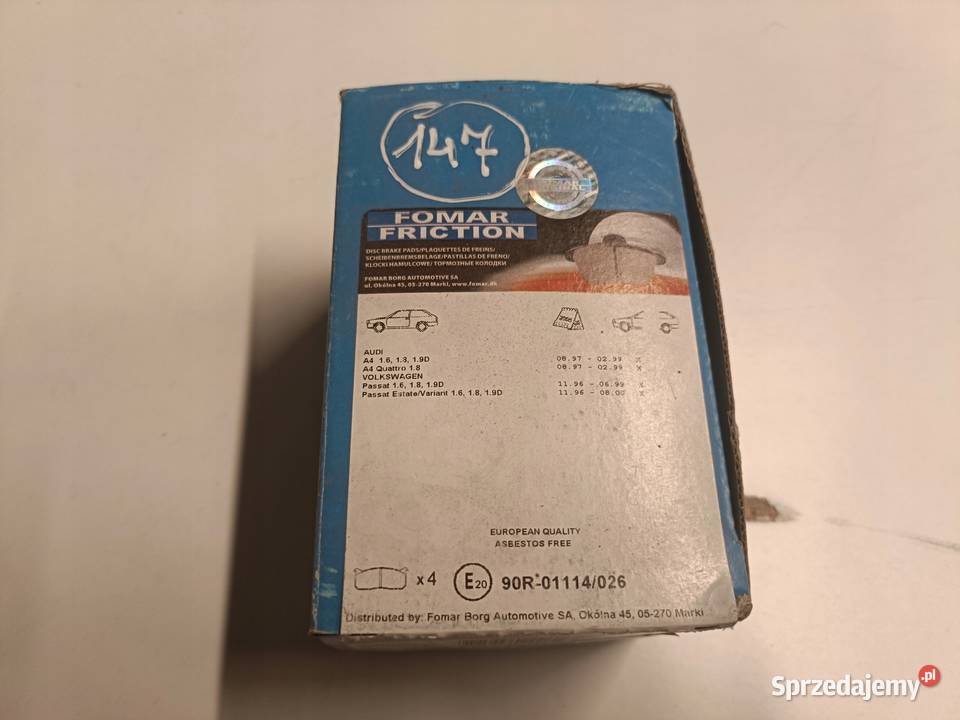 147
FOMAR
FRICTION
DISC BRAKE PADS/PLAQUETTES DE FREINS/
SCHEIBENBREMSBELAGE/PASTILLAS DE FRENO/
KLOCKI HAMULCOWE/ ТОРМОЗНЫЕ КОЛОДКИ
FOMAR BORG AUTOMOTIVE SA
ul. Okólna 45, 05-270 Marki, www.fomar.dk
AUDI
A4 1.6, 1.8, 1.9D 08.97 - 02.99 X
A4 Quattro 1.8 08.97 - 02.99 X
VOLKSWAGEN
Passat 1.6, 1.8, 1.9D 11.96 - 06.99 X
Passat Estate/Variant 1.6, 1.8, 1.9D 11.96 - 08.00 X
EUROPEAN QUALITY
ASBESTOS FREE
x 4 E20 90R-01114/026
Distributed by: Fomar Borg Automotive SA, Okólna 45, 05-270 Marki
Sprzedajemy.pl